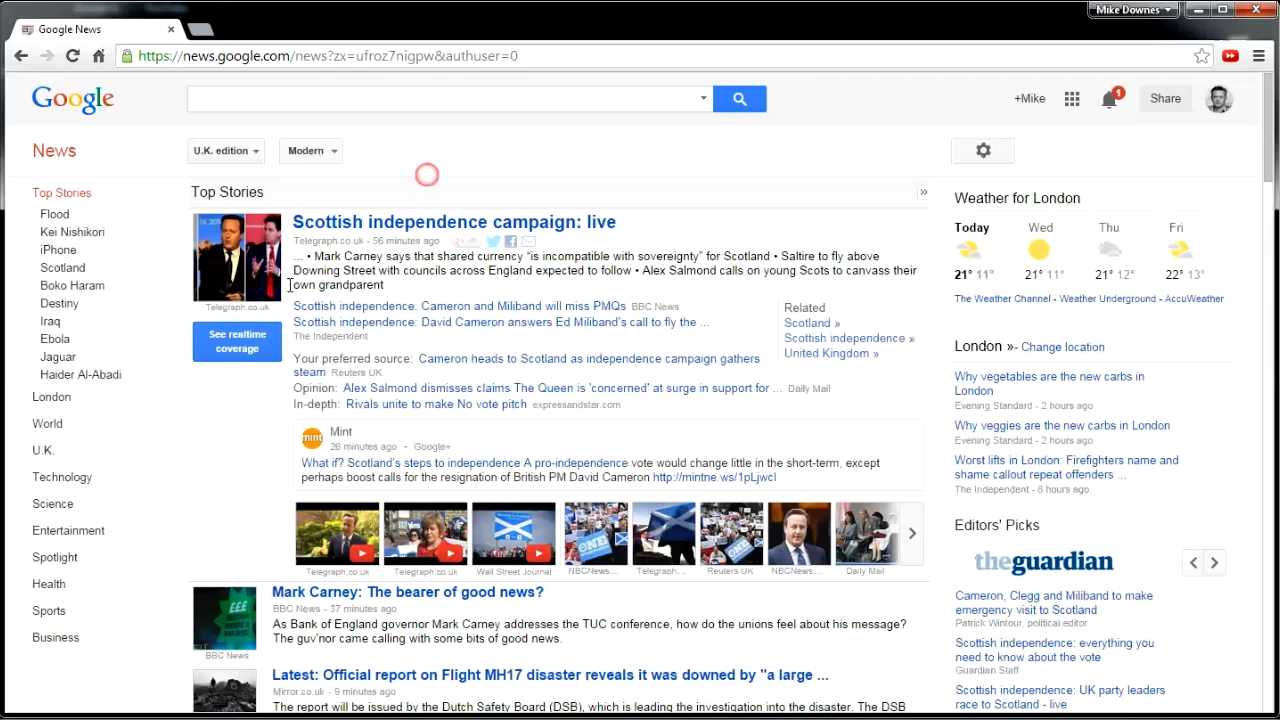 Mike Downes
Google News
https://news.google.com/news?zx=ufroz7nigpw&authuser=0
Google
+Mike
1
Share
News
U.K. edition
Modern
Top Stories
Flood
Kei Nishikori
iPhone
Scotland
Boko Haram
Destiny
Iraq
Ebola
Jaguar
Haider Al-Abadi
London
World
U.K.
Technology
Science
Entertainment
Spotlight
Health
Sports
Business
Top Stories
»
Telegraph.co.uk
See realtime
coverage
Scottish independence campaign: live
Telegraph.co.uk - 56 minutes ago
... • Mark Carney says that shared currency “is incompatible with sovereignty” for Scotland • Saltire to fly above
Downing Street with councils across England expected to follow • Alex Salmond calls on young Scots to canvass their
own grandparent
Scottish independence: Cameron and Miliband will miss PMQs BBC News
Scottish independence: David Cameron answers Ed Miliband's call to fly the ...
The Independent
Your preferred source: Cameron heads to Scotland as independence campaign gathers
steam Reuters UK
Opinion: Alex Salmond dismisses claims The Queen is 'concerned' at surge in support for ... Daily Mail
In-depth: Rivals unite to make No vote pitch expressandstar.com
Related
Scotland »
Scottish independence »
United Kingdom »
mint
Mint
26 minutes ago - Google+
What if? Scotland's steps to independence A pro-independence vote would change little in the short-term, except
perhaps boost calls for the resignation of British PM David Cameron http://mintne.ws/1pLjwcI
Telegraph.co.uk
Telegraph.co.uk
Wall Street Journal
NBCNews...
Telegraph...
Reuters UK
NBCNews...
Daily Mail
BBC News
Mark Carney: The bearer of good news?
BBC News - 37 minutes ago
As Bank of England governor Mark Carney addresses the TUC conference, how do the unions feel about his message?
The guv'nor came calling with some bits of good news.
Latest: Official report on Flight MH17 disaster reveals it was downed by "a large ...
Mirror.co.uk - 9 minutes ago
The report will be issued by the Dutch Safety Board (DSB), which is leading the investigation into the disaster. The DSB
Weather for London
Today Wed Thu Fri
21° 11° 21° 11° 21° 12° 22° 13°
The Weather Channel - Weather Underground - AccuWeather
London »- Change location
Why vegetables are the new carbs in
London
Evening Standard - 2 hours ago
Why veggies are the new carbs in London
Evening Standard - 2 hours ago
Worst lifts in London: Firefighters name and
shame callout repeat offenders ...
The Independent - 8 hours ago
Editors' Picks
theguardian
Cameron, Clegg and Miliband to make
emergency visit to Scotland
Patrick Wintour, political editor
Scottish independence: everything you
need to know about the vote
Guardian Staff
Scottish independence: UK party leaders
race to Scotland - live